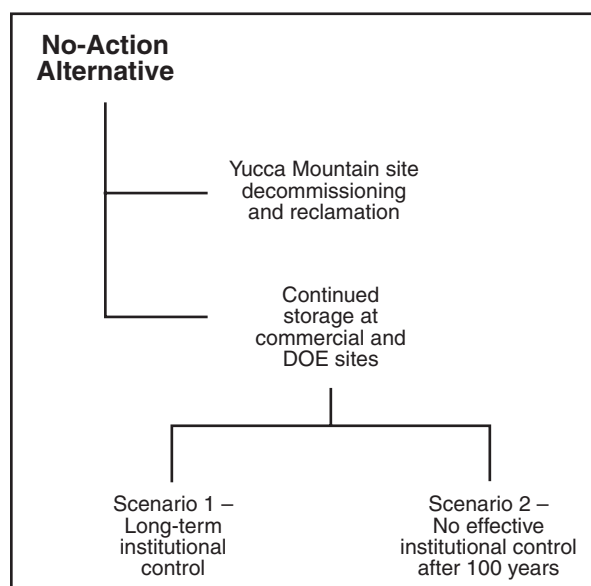 No-Action
Alternative
Yucca Mountain site
decommissioning
and reclamation
Continued
storage at
commercial and
DOE sites
Scenario 1 –
Long-term
institutional
control
Scenario 2 –
No effective
institutional control
after 100 years